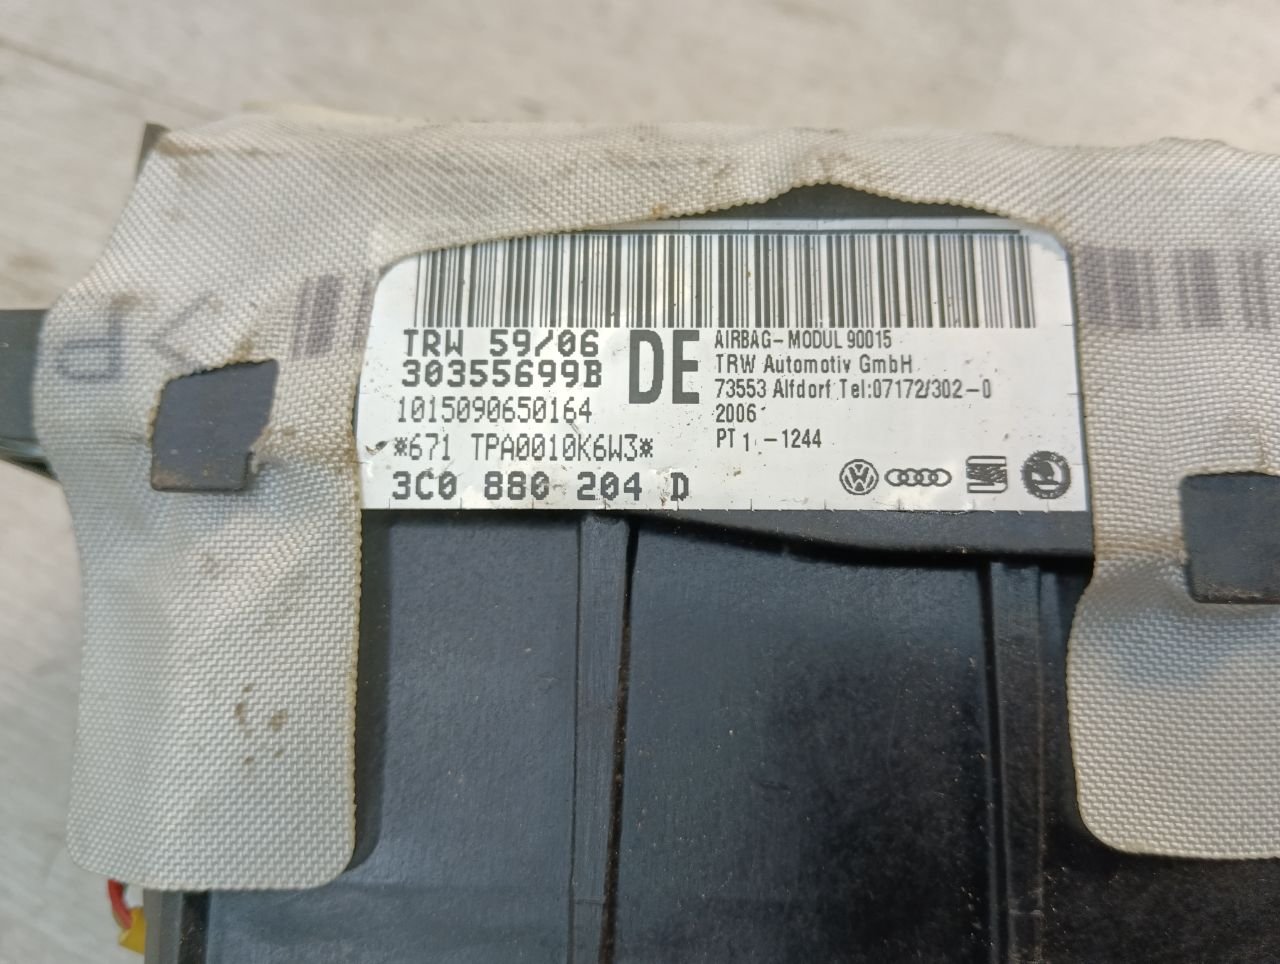 TRW 59/06
30355699B
1015090650164
*671 TPA0010K6W3*
3C0 880 204 D
DE
AIRBAG-MODUL 90015
TRW Automotiv GmbH
73553 Alfdorf Tel:07172/302-0
2006
PT 1 -1244